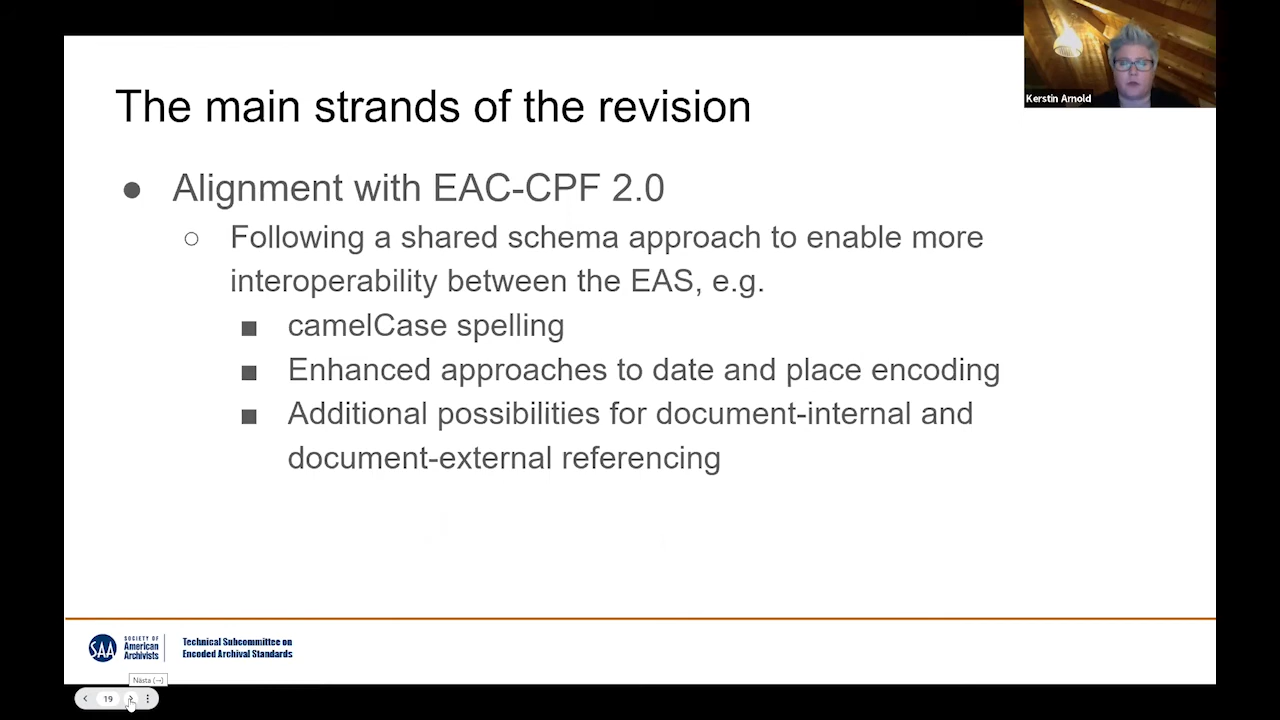 The main strands of the revision
Kerstin Arnold
● Alignment with EAC-CPF 2.0
○ Following a shared schema approach to enable more
interoperability between the EAS, e.g.
■ camelCase spelling
■ Enhanced approaches to date and place encoding
■ Additional possibilities for document-internal and
document-external referencing
SAA
SOCIETY OF
American
Archivists
Technical Subcommittee on
Encoded Archival Standards
Nästa (→)
19